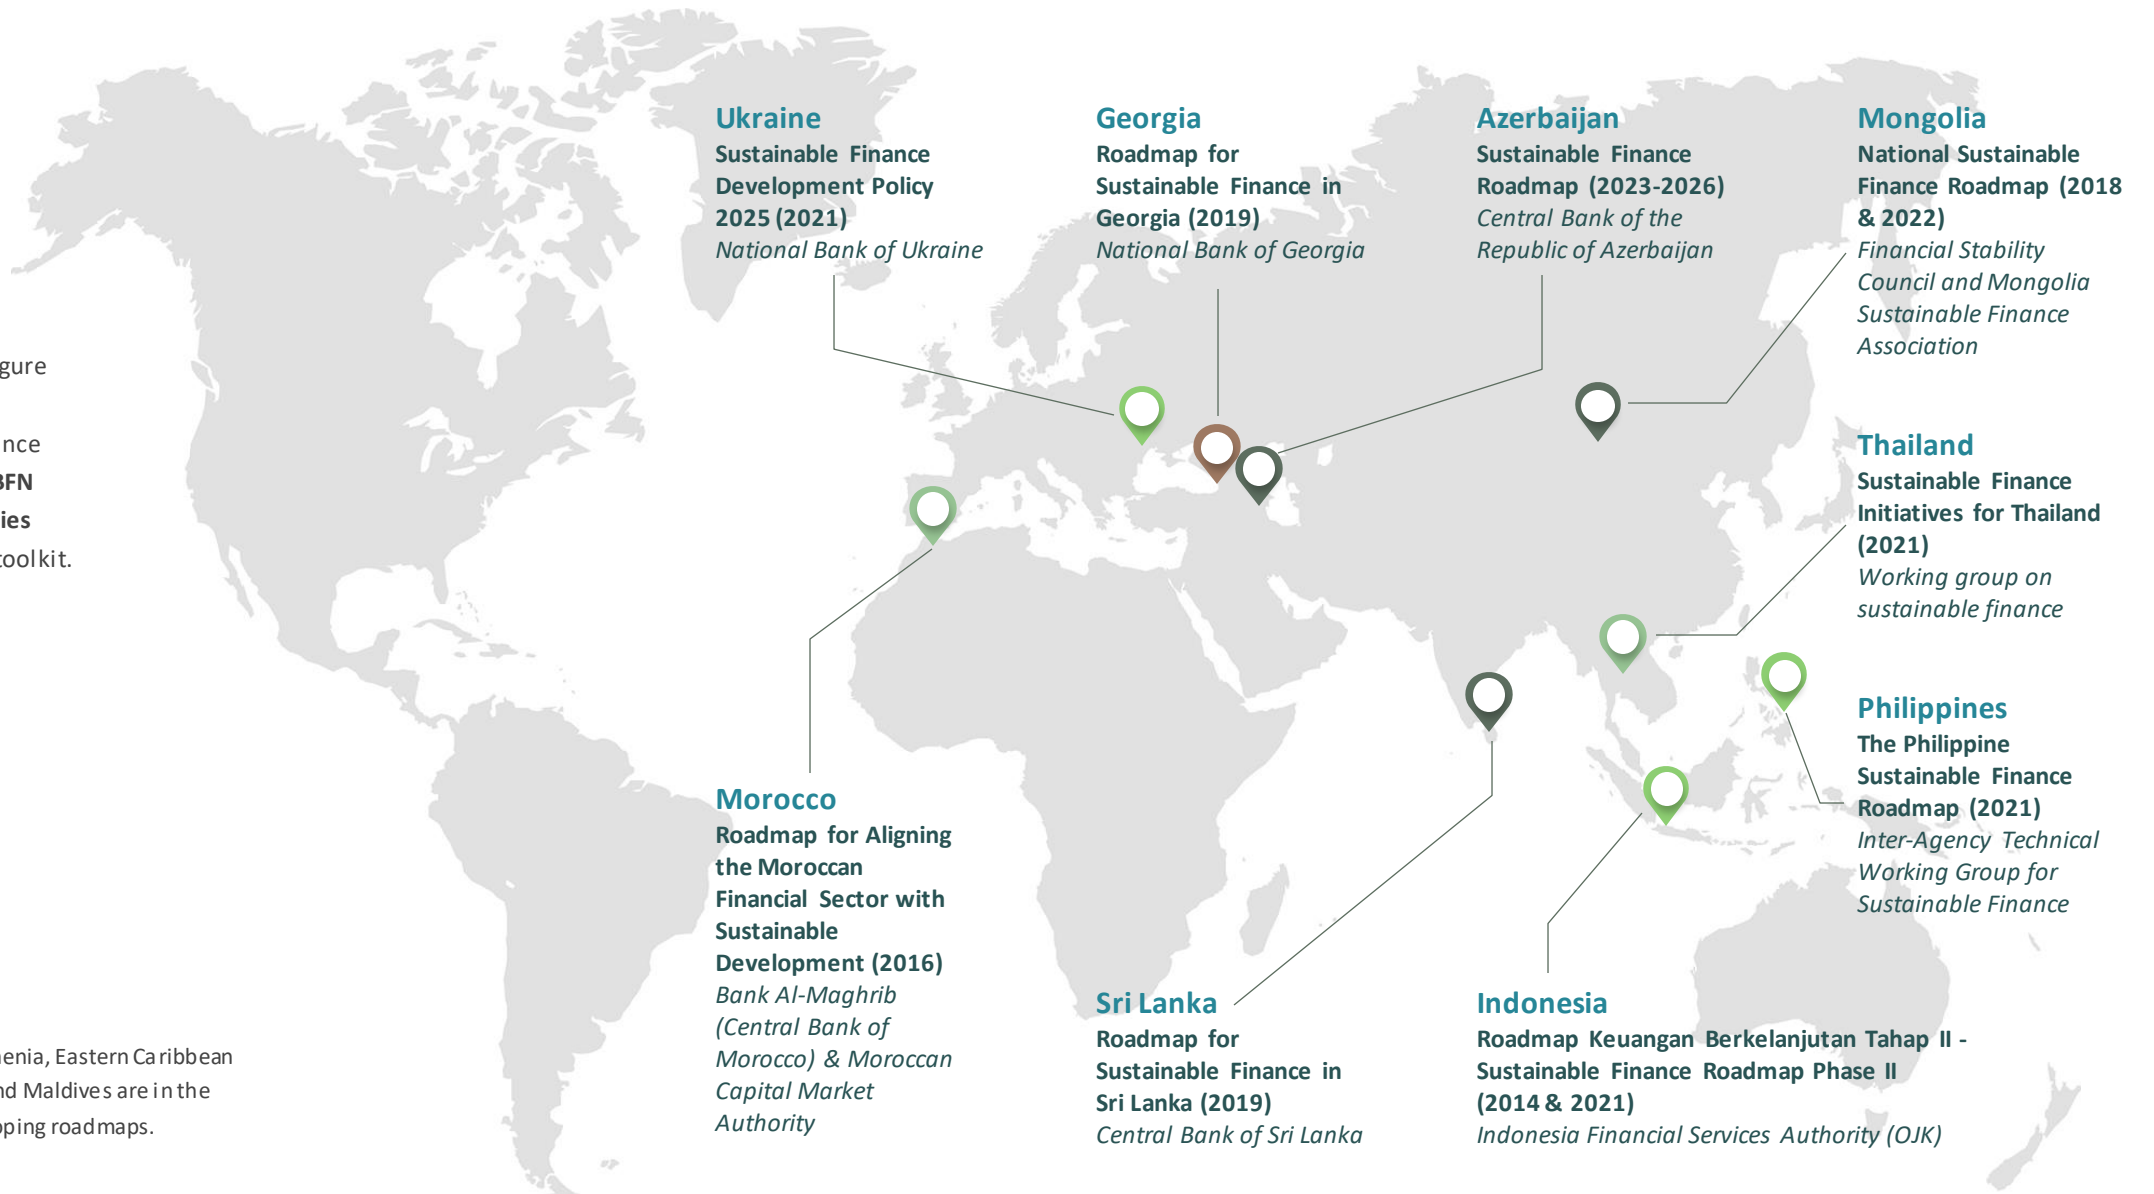 gure
nce
BFN
ies
toolkit.
enia, Eastern Caribbean
nd Maldives are in the
ping roadmaps.
Ukraine
Sustainable Finance
Development Policy
2025 (2021)
National Bank of Ukraine
Georgia
Roadmap for
Sustainable Finance in
Georgia (2019)
National Bank of Georgia
Azerbaijan
Sustainable Finance
Roadmap (2023-2026)
Central Bank of the
Republic of Azerbaijan
Mongolia
National Sustainable
Finance Roadmap (2018
& 2022)
Financial Stability
Council and Mongolia
Sustainable Finance
Association
Thailand
Sustainable Finance
Initiatives for Thailand
(2021)
Working group on
sustainable finance
Philippines
The Philippine
Sustainable Finance
Roadmap (2021)
Inter-Agency Technical
Working Group for
Sustainable Finance
Morocco
Roadmap for Aligning
the Moroccan
Financial Sector with
Sustainable
Development (2016)
Bank Al-Maghrib
(Central Bank of
Morocco) & Moroccan
Capital Market
Authority
Sri Lanka
Roadmap for
Sustainable Finance in
Sri Lanka (2019)
Central Bank of Sri Lanka
Indonesia
Roadmap Keuangan Berkelanjutan Tahap II -
Sustainable Finance Roadmap Phase II
(2014 & 2021)
Indonesia Financial Services Authority (OJK)